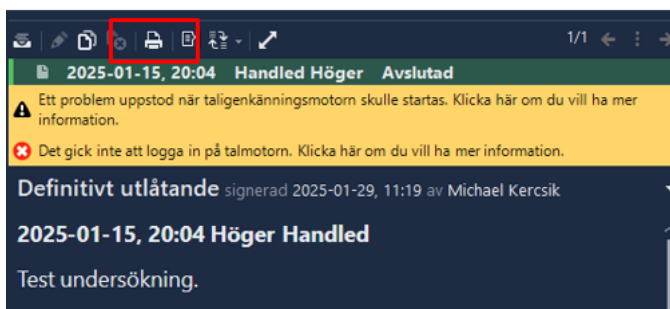 1/1
2025-01-15, 20:04 Handled Höger Avslutad
Ett problem uppstod när taligenkänningsmotorn skulle startas. Klicka här om du vill ha mer
information.
Det gick inte att logga in på talmotorn. Klicka här om du vill ha mer information.
Definitivt utlåtande signerad 2025-01-29, 11:19 av Michael Kercsik
2025-01-15, 20:04 Höger Handled
Test undersökning.